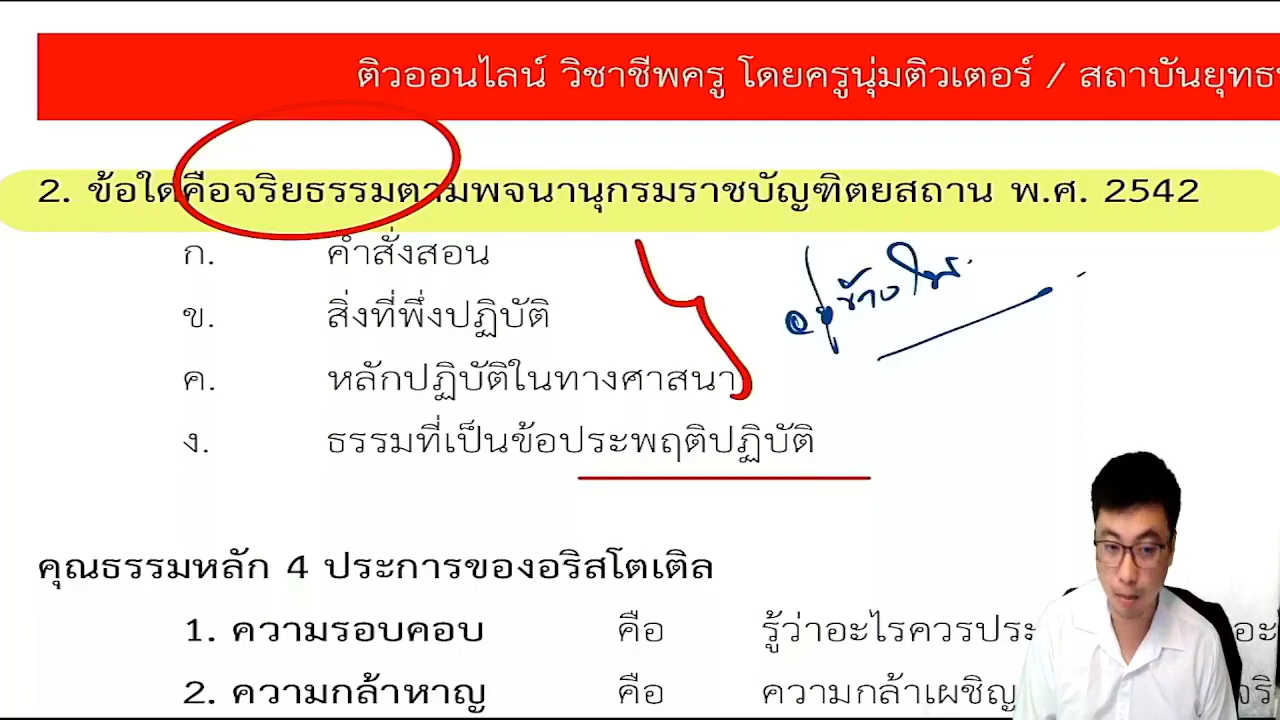 ติวออนไลน์ วิชาชีพครู โดยครูนุ่มติวเตอร์ / สถาบันยุทธ
2. ข้อใดคือจริยธรรมตามพจนานุกรมราชบัญฑิตยสถาน พ.ศ. 2542
ก. คำสั่งสอน
ข. สิ่งที่พึ่งปฏิบัติ
ค. หลักปฏิบัติในทางศาสนา
ง. ธรรมที่เป็นข้อประพฤติปฏิบัติ
คุณธรรมหลัก 4 ประการของอริสโตเติล
1. ความรอบคอบ คือ รู้ว่าอะไรควรประ
2. ความกล้าหาญ คือ ความกล้าเผชิญ